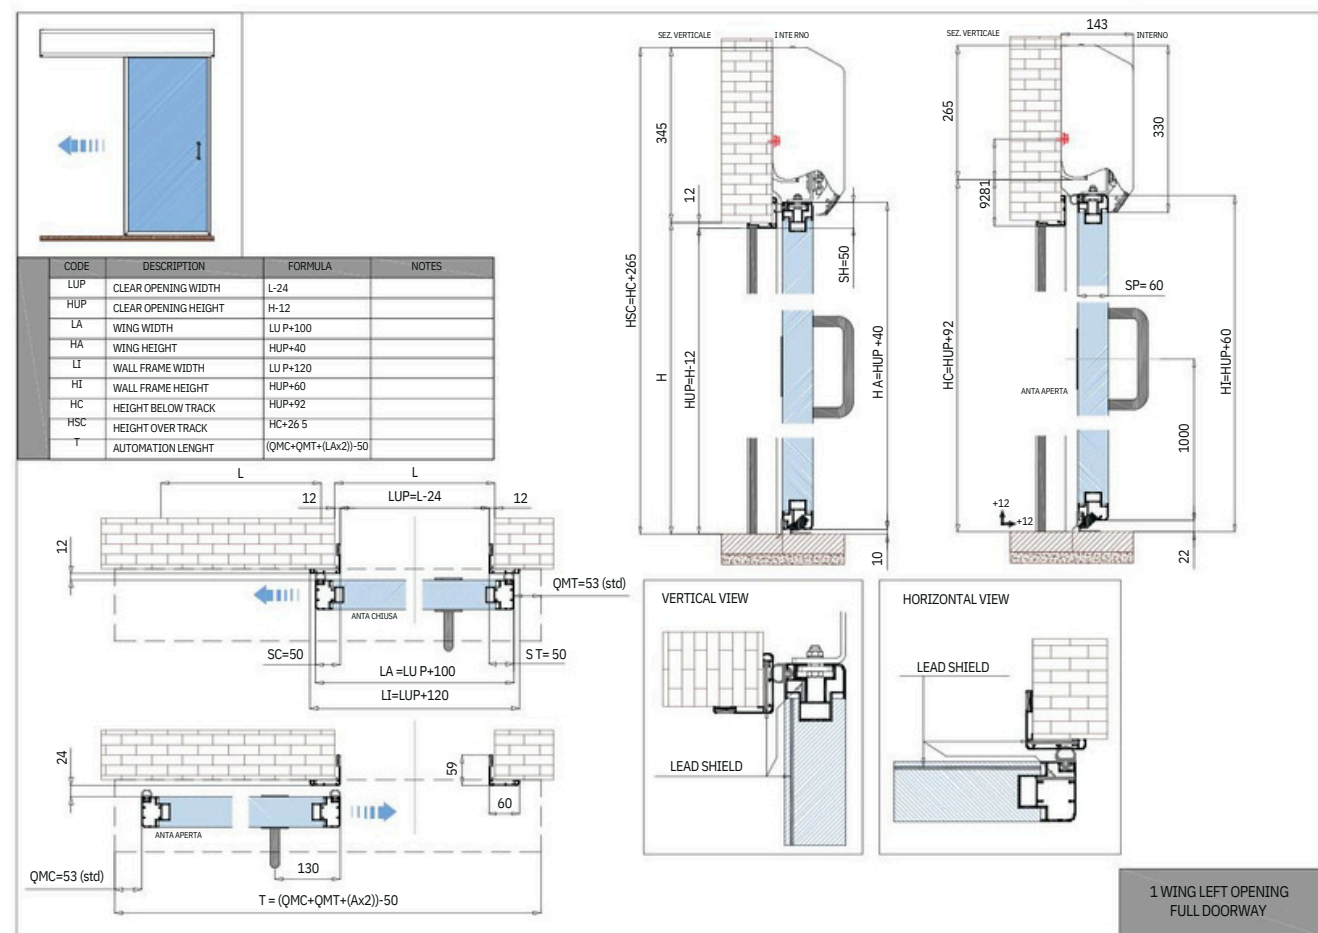 SEZ. VERTICALE
I NTE RNO
345
12
HSC=HC+265
H
HUP=H-12
SH=50
H A=HUP +40
10
SEZ. VERTICALE
143
INTERNO
265
330
9281
HC=HUP+92
SP= 60
ANTA APERTA
HI=HUP+60
1000
+12
+12
22
CODE DESCRIPTION FORMULA NOTES
LUP CLEAR OPENING WIDTH L-24
HUP CLEAR OPENING HEIGHT H-12
LA WING WIDTH LU P+100
HA WING HEIGHT HUP+40
LI WALL FRAME WIDTH LU P+120
HI WALL FRAME HEIGHT HUP+60
HC HEIGHT BELOW TRACK HUP+92
HSC HEIGHT OVER TRACK HC+26 5
T AUTOMATION LENGHT (QMC+QMT+(LAx2))-50
L
L
12
LUP=L-24
12
12
QMT=53 (std)
ANTA CHIUSA
SC=50
S T= 50
LA =LU P+100
LI=LUP+120
24
59
60
ANTA APERTA
QMC=53 (std)
130
T = (QMC+QMT+(Ax2))-50
VERTICAL VIEW
LEAD SHIELD
HORIZONTAL VIEW
LEAD SHIELD
1 WING LEFT OPENING
FULL DOORWAY